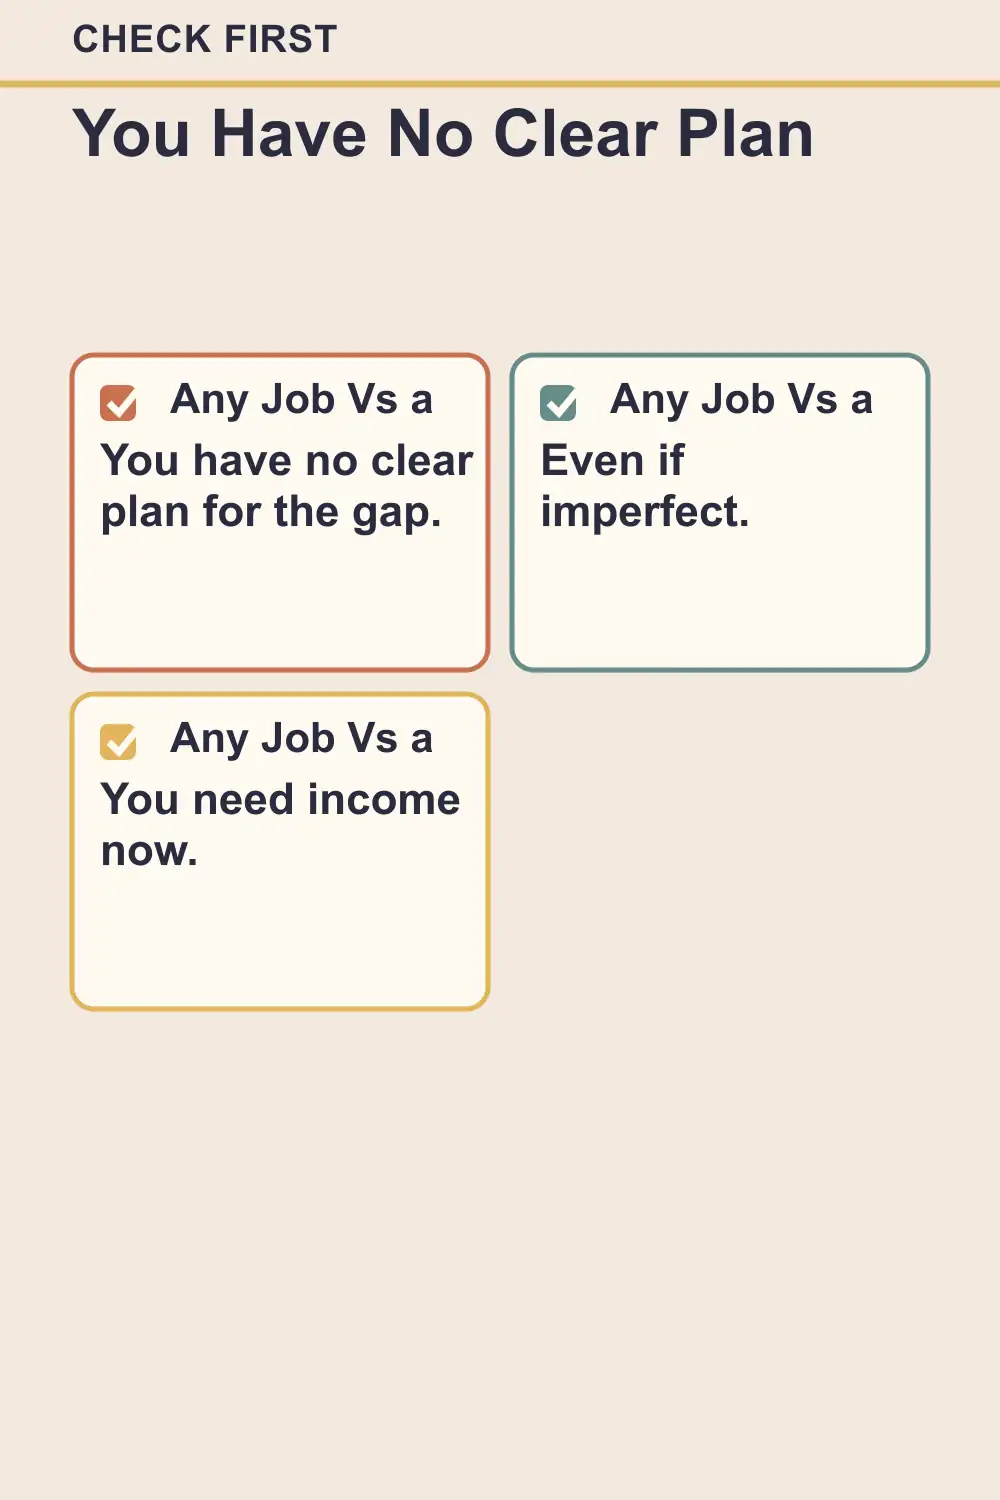 CHECK FIRST
You Have No Clear Plan
Any Job Vs a
You have no clear
plan for the gap.
Any Job Vs a
Even if
imperfect.
Any Job Vs a
You need income
now.